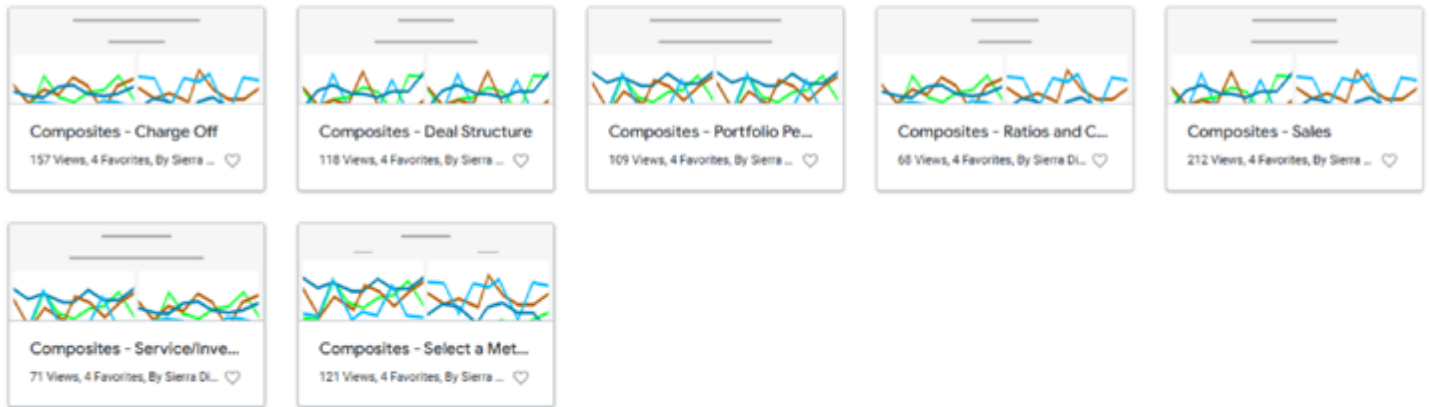 Composites - Charge Off
157 Views, 4 Favorites, By Sierra ...
Composites - Deal Structure
118 Views, 4 Favorites, By Sierra ...
Composites - Portfolio Pe...
109 Views, 4 Favorites, By Sierra ...
Composites - Ratios and C...
68 Views, 4 Favorites, By Sierra Di...
Composites - Sales
212 Views, 4 Favorites, By Sierra ...
Composites - Service/Inve...
71 Views, 4 Favorites, By Sierra Di...
Composites - Select a Met...
121 Views, 4 Favorites, By Sierra ...